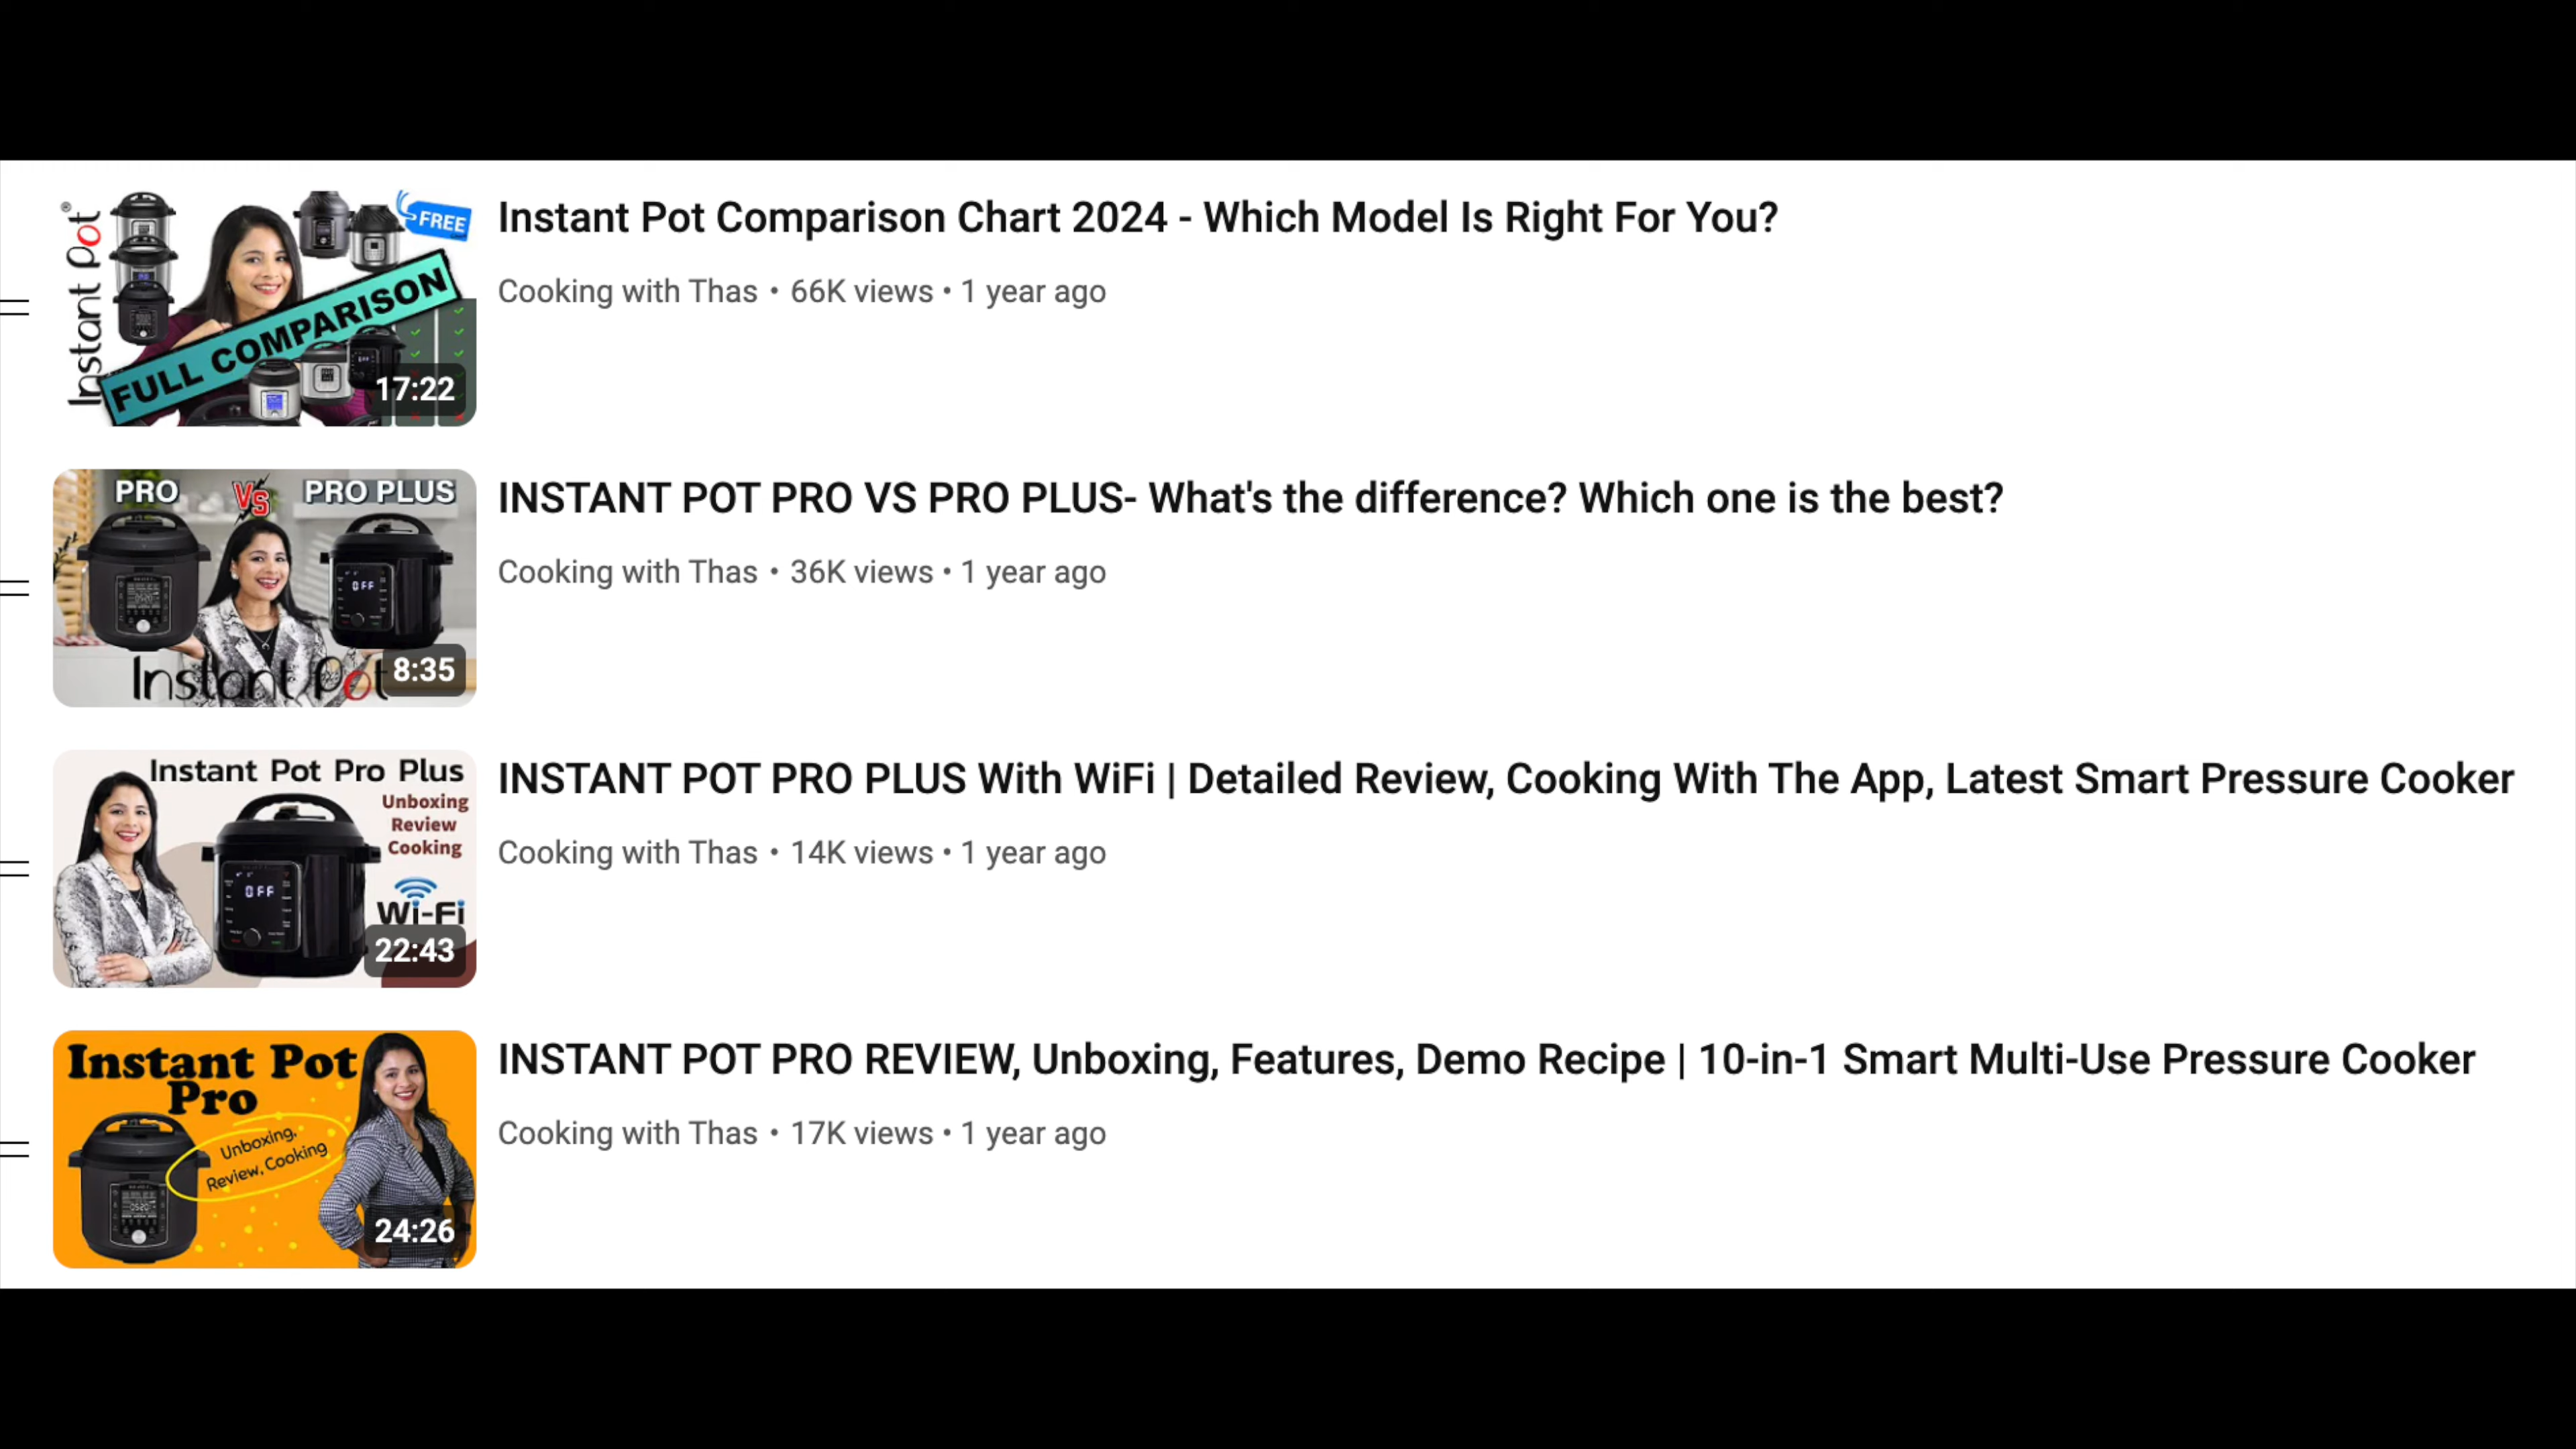 Instant Pot®
FREE
FULL COMPARISON
17:22
Instant Pot Comparison Chart 2024 - Which Model Is Right For You?
Cooking with Thas • 66K views • 1 year ago
PRO VS PRO PLUS
OFF
Instant Pot
8:35
INSTANT POT PRO VS PRO PLUS- What's the difference? Which one is the best?
Cooking with Thas • 36K views • 1 year ago
Instant Pot Pro Plus
Unboxing
Review
Cooking
OFF
Wi-Fi
22:43
INSTANT POT PRO PLUS With WiFi | Detailed Review, Cooking With The App, Latest Smart Pressure Cooker
Cooking with Thas • 14K views • 1 year ago
Instant Pot
Pro
Unboxing,
Review, Cooking
24:26
INSTANT POT PRO REVIEW, Unboxing, Features, Demo Recipe | 10-in-1 Smart Multi-Use Pressure Cooker
Cooking with Thas • 17K views • 1 year ago